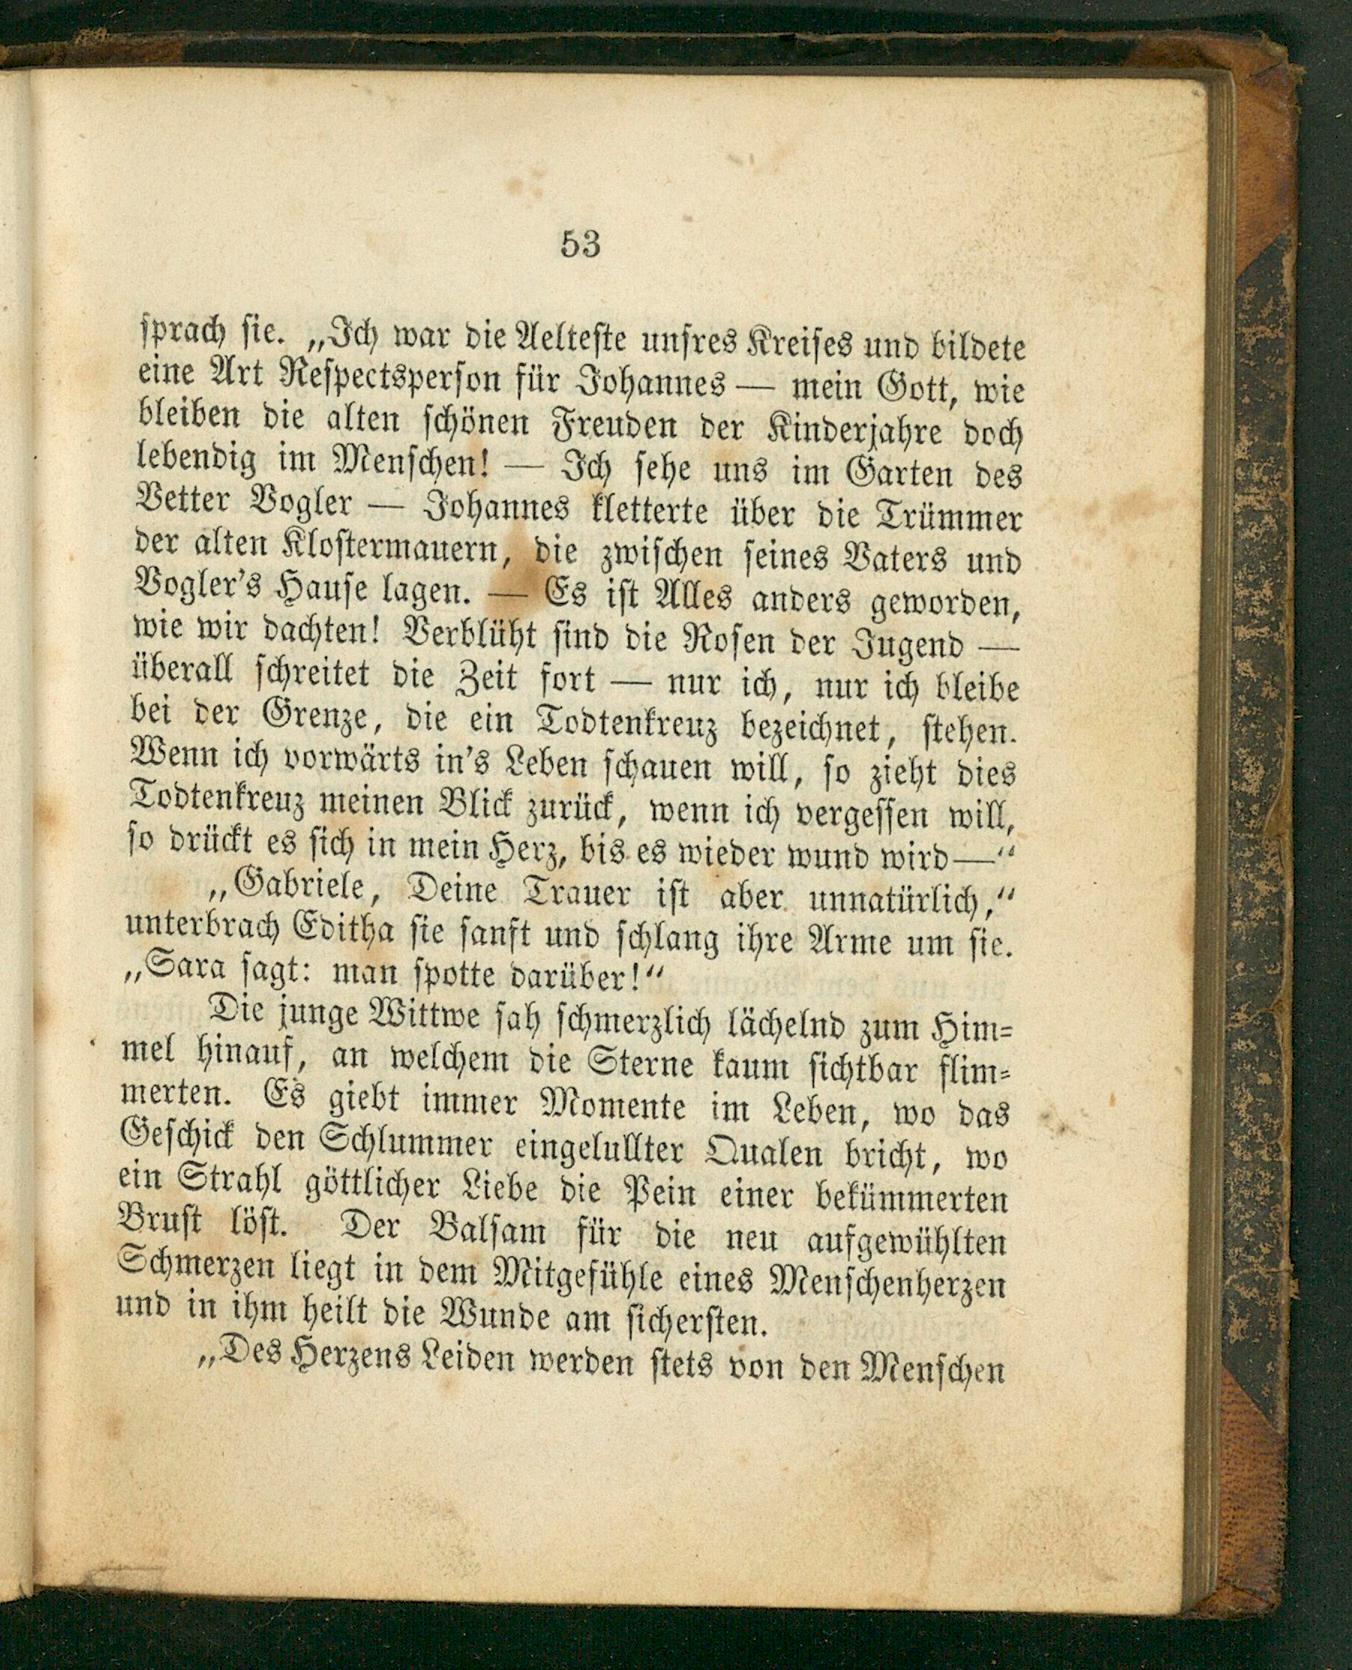 53
sprach sie. „Ich war die Aelteste unsres Kreises und bildete
eine Art Respectsperson für Johannes — mein Gott, wie
bleiben die alten schönen Freuden der Kinderjahre doch
lebendig im Menschen! — Ich sehe uns im Garten des
Vetter Vogler — Johannes kletterte über die Trümmer
der alten Klostermauern, die zwischen seines Vaters und
Vogler's Hause lagen. — Es ist Alles anders geworden,
wie wir dachten! Verblüht sind die Rosen der Jugend —
überall schreitet die Zeit fort — nur ich, nur ich bleibe
bei der Grenze, die ein Todtenkreuz bezeichnet, stehen.
Wenn ich vorwärts in's Leben schauen will, so zieht dies
Todtenkreuz meinen Blick zurück, wenn ich vergessen will,
so drückt es sich in mein Herz, bis es wieder wund wird—“
„Gabriele, Deine Trauer ist aber unnatürlich,“
unterbrach Editha sie sanft und schlang ihre Arme um sie.
„Sara sagt: man spotte darüber!“
Die junge Wittwe sah schmerzlich lächelnd zum Him-
mel hinauf, an welchem die Sterne kaum sichtbar flim-
merten. Es giebt immer Momente im Leben, wo das
Geschick den Schlummer eingelullter Qualen bricht, wo
ein Strahl göttlicher Liebe die Pein einer bekümmerten
Brust löst. Der Balsam für die neu aufgewühlten
Schmerzen liegt in dem Mitgefühle eines Menschenherzen
und in ihm heilt die Wunde am sichersten.
„Des Herzens Leiden werden stets von den Menschen